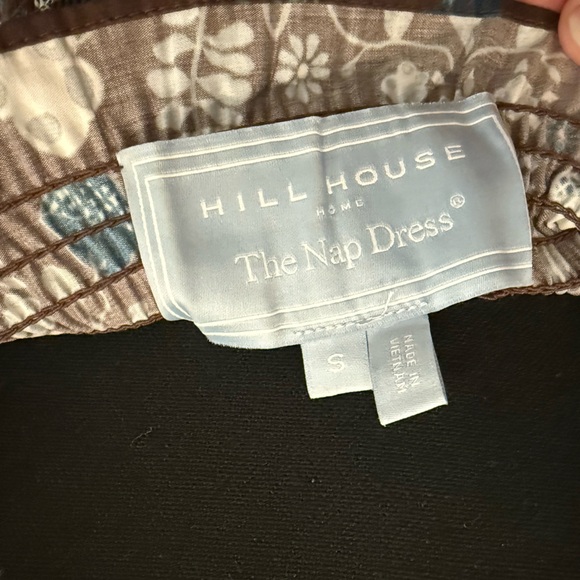 HILL HOUSE
HOME
The Nap Dress®
S
MADE IN
VIETNAM